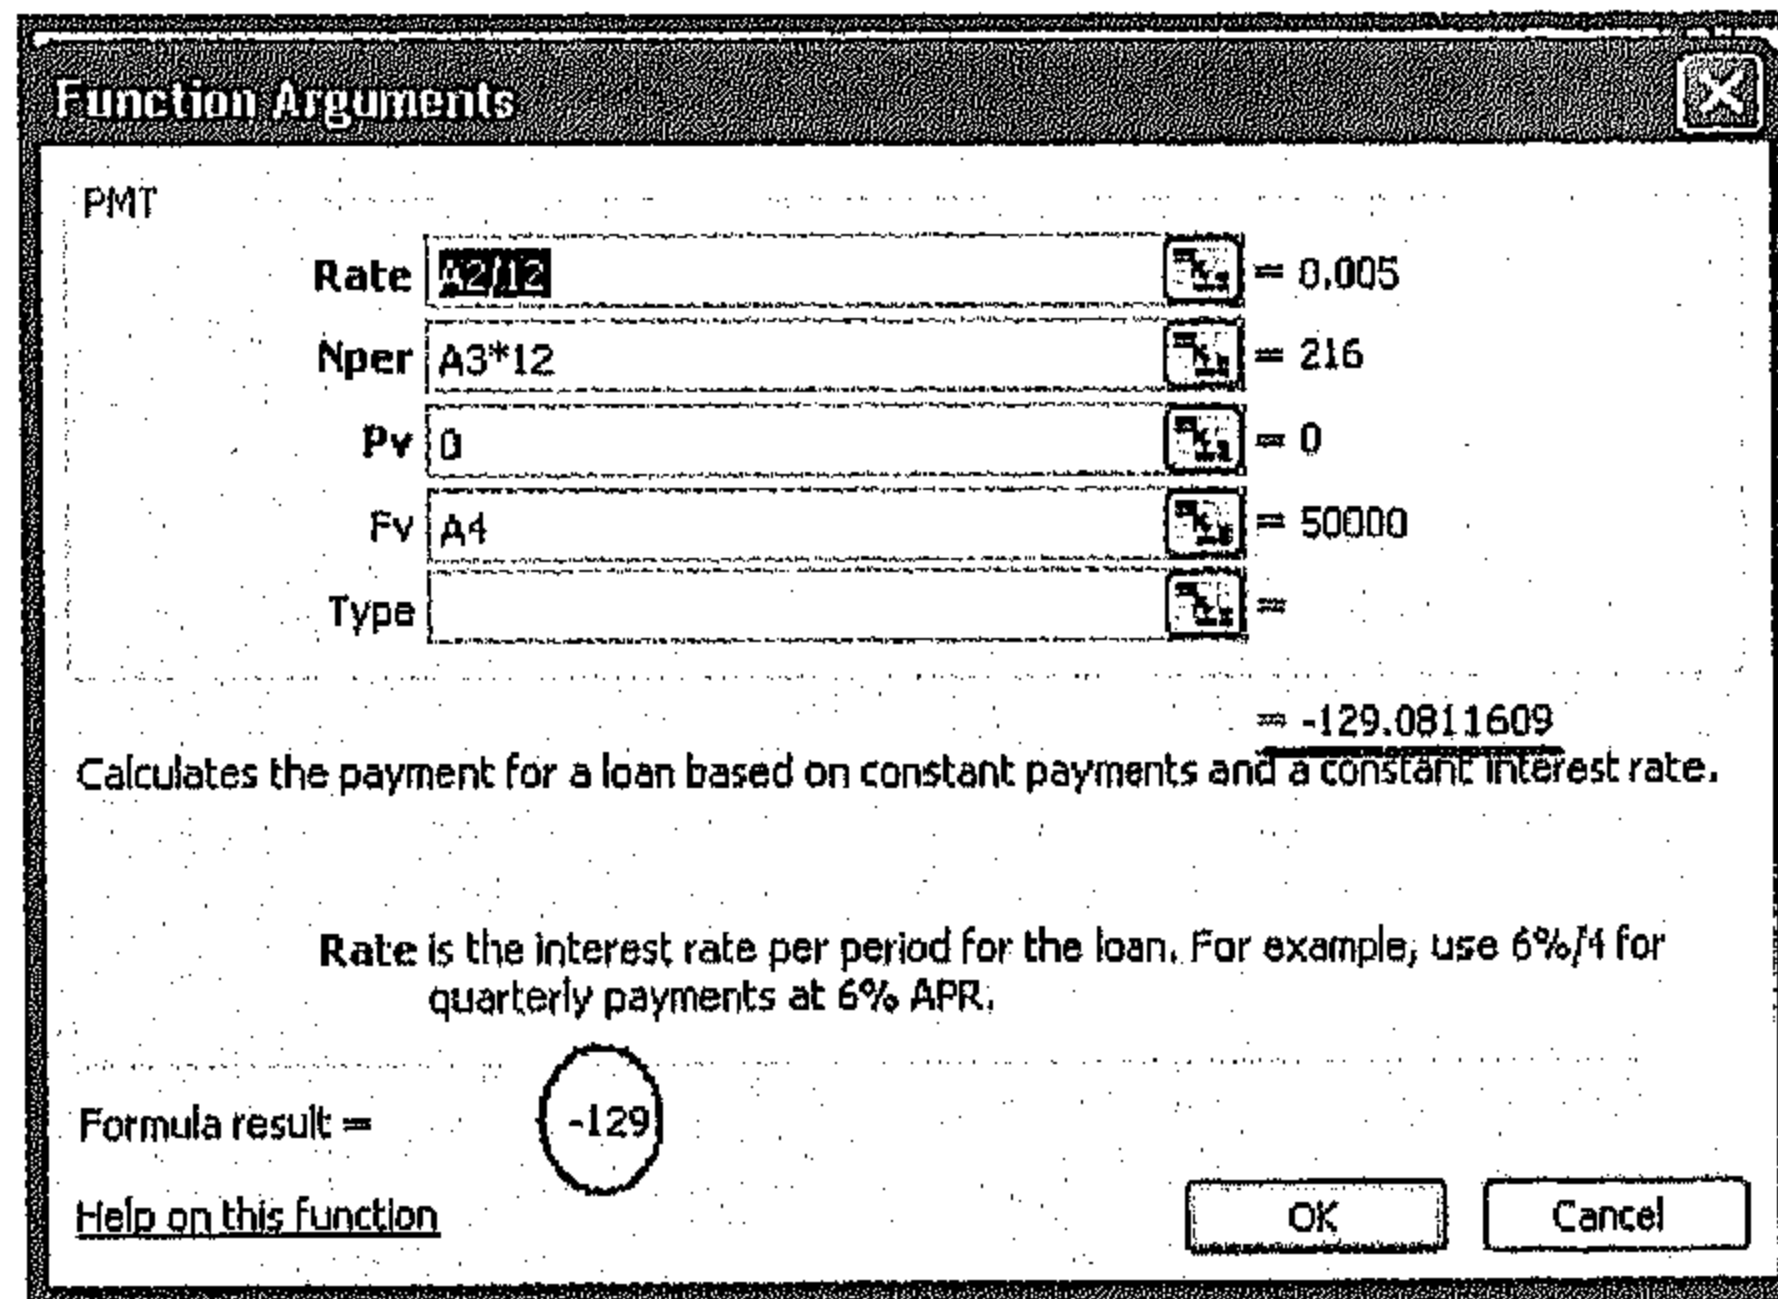 Function Arguments
PMT
Rate A2/12 = 0.005
Nper A3*12 = 216
Pv 0 = 0
Fv A4 = 50000
Type =
= -129.0811609
Calculates the payment for a loan based on constant payments and a constant interest rate.
Rate is the interest rate per period for the loan. For example, use 6%/4 for
quarterly payments at 6% APR.
Formula result = -129
Help on this function
OK Cancel